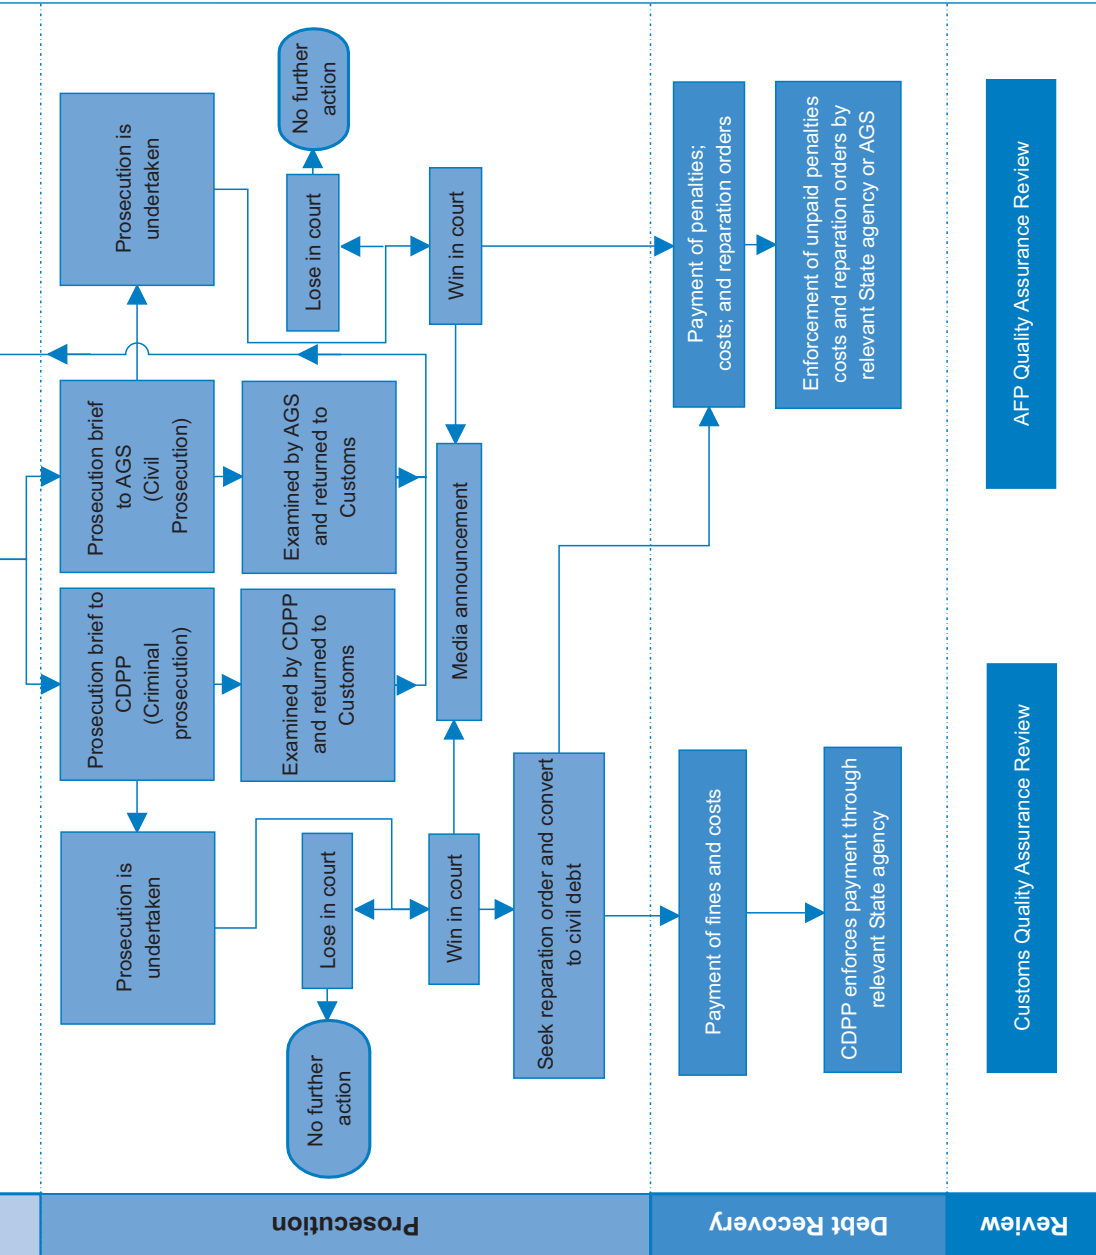 Prosecution
Prosecution is
undertaken
Prosecution brief to
CDPP
(Criminal
prosecution)
Prosecution brief
to AGS
(Civil
Prosecution)
Prosecution is
undertaken
Examined by CDPP
and returned to
Customs
Examined by AGS
and returned to
Customs
No further
action
Lose in court
Lose in court
No further
action
Win in court
Media announcement
Win in court
Seek reparation order and convert
to civil debt
Debt Recovery
Payment of fines and costs
Payment of penalties;
costs; and reparation orders
CDPP enforces payment through
relevant State agency
Enforcement of unpaid penalties
costs and reparation orders by
relevant State agency or AGS
Review
Customs Quality Assurance Review
AFP Quality Assurance Review